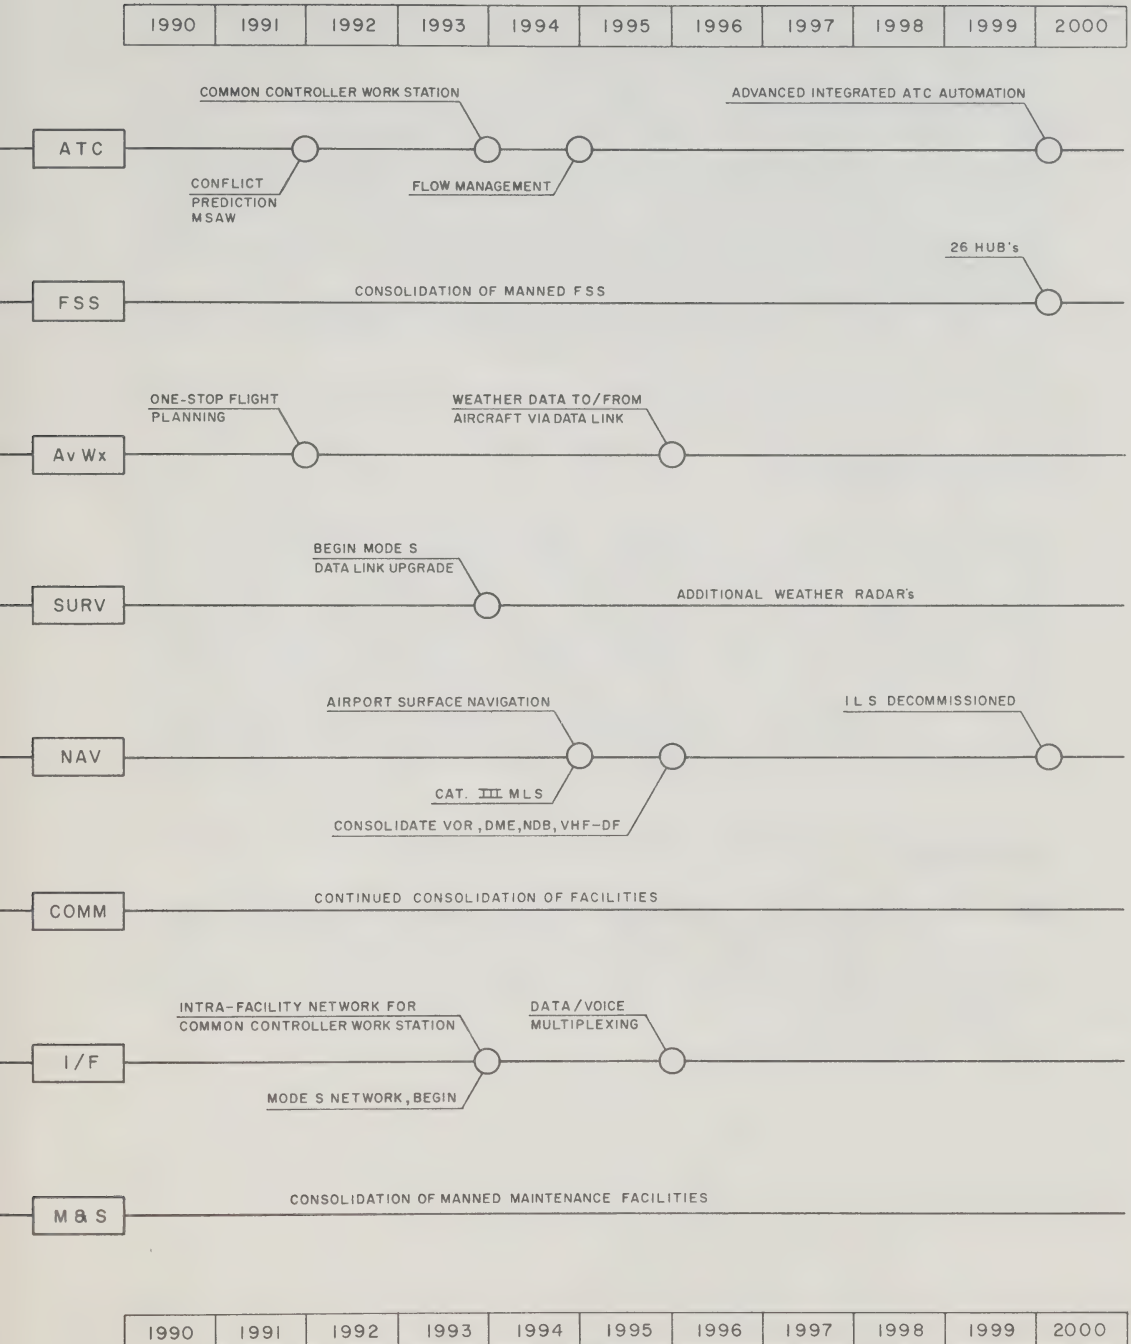 1990 1991 1992 1993 1994 1995 1996 1997 1998 1999 2000
COMMON CONTROLLER WORK STATION
ADVANCED INTEGRATED ATC AUTOMATION
ATC
CONFLICT
PREDICTION
MSAW
FLOW MANAGEMENT
26 HUB's
FSS
CONSOLIDATION OF MANNED FSS
ONE-STOP FLIGHT
PLANNING
WEATHER DATA TO/FROM
AIRCRAFT VIA DATA LINK
Av Wx
BEGIN MODE S
DATA LINK UPGRADE
SURV
ADDITIONAL WEATHER RADAR's
AIRPORT SURFACE NAVIGATION
ILS DECOMMISSIONED
NAV
CAT. III MLS
CONSOLIDATE VOR, DME, NDB, VHF-DF
COMM
CONTINUED CONSOLIDATION OF FACILITIES
INTRA-FACILITY NETWORK FOR
COMMON CONTROLLER WORK STATION
DATA/VOICE
MULTIPLEXING
I/F
MODE S NETWORK, BEGIN
M & S
CONSOLIDATION OF MANNED MAINTENANCE FACILITIES
1990 1991 1992 1993 1994 1995 1996 1997 1998 1999 2000